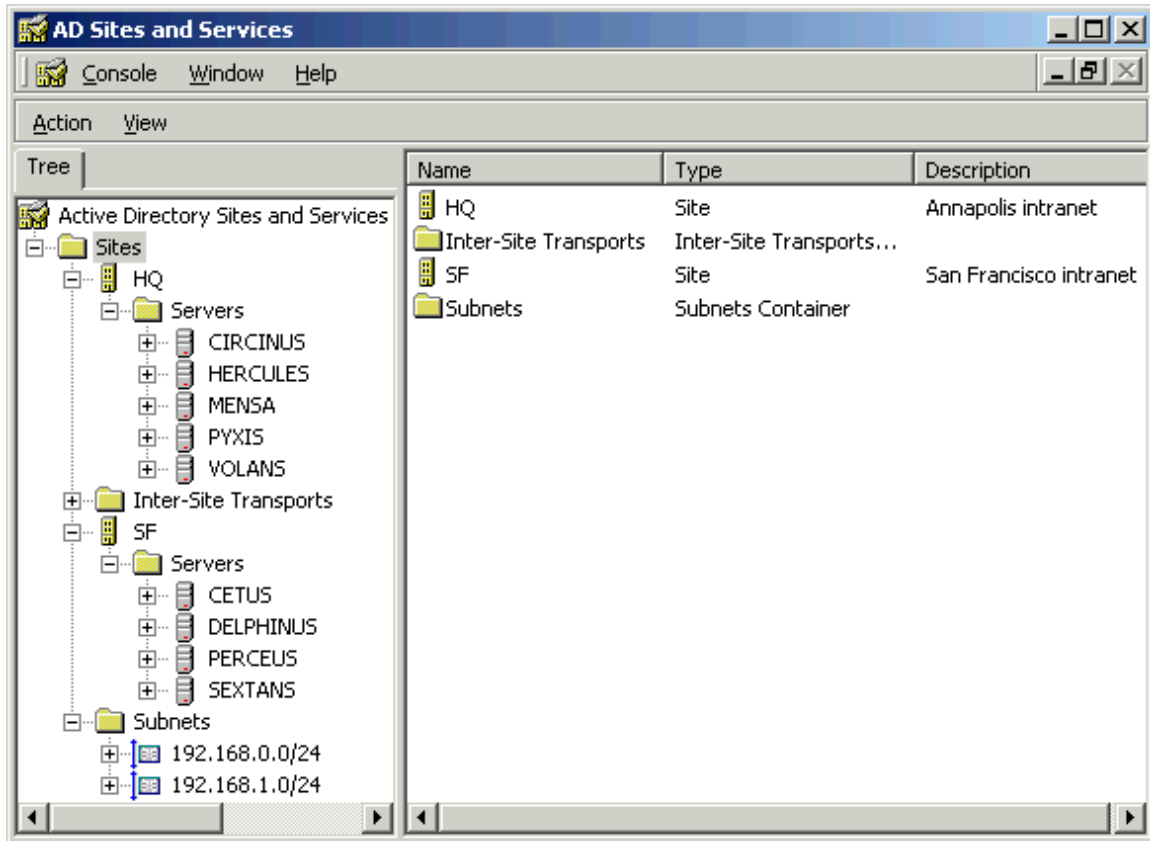 AD Sites and Services
Console Window Help
Action View
Tree
Active Directory Sites and Services
Sites
HQ
Servers
CIRCINUS
HERCULES
MENSA
PYXIS
VOLANS
Inter-Site Transports
SF
Servers
CETUS
DELPHINUS
PERCEUS
SEXTANS
Subnets
192.168.0.0/24
192.168.1.0/24
Name Type Description
HQ Site Annapolis intranet
Inter-Site Transports Inter-Site Transports...
SF Site San Francisco intranet
Subnets Subnets Container